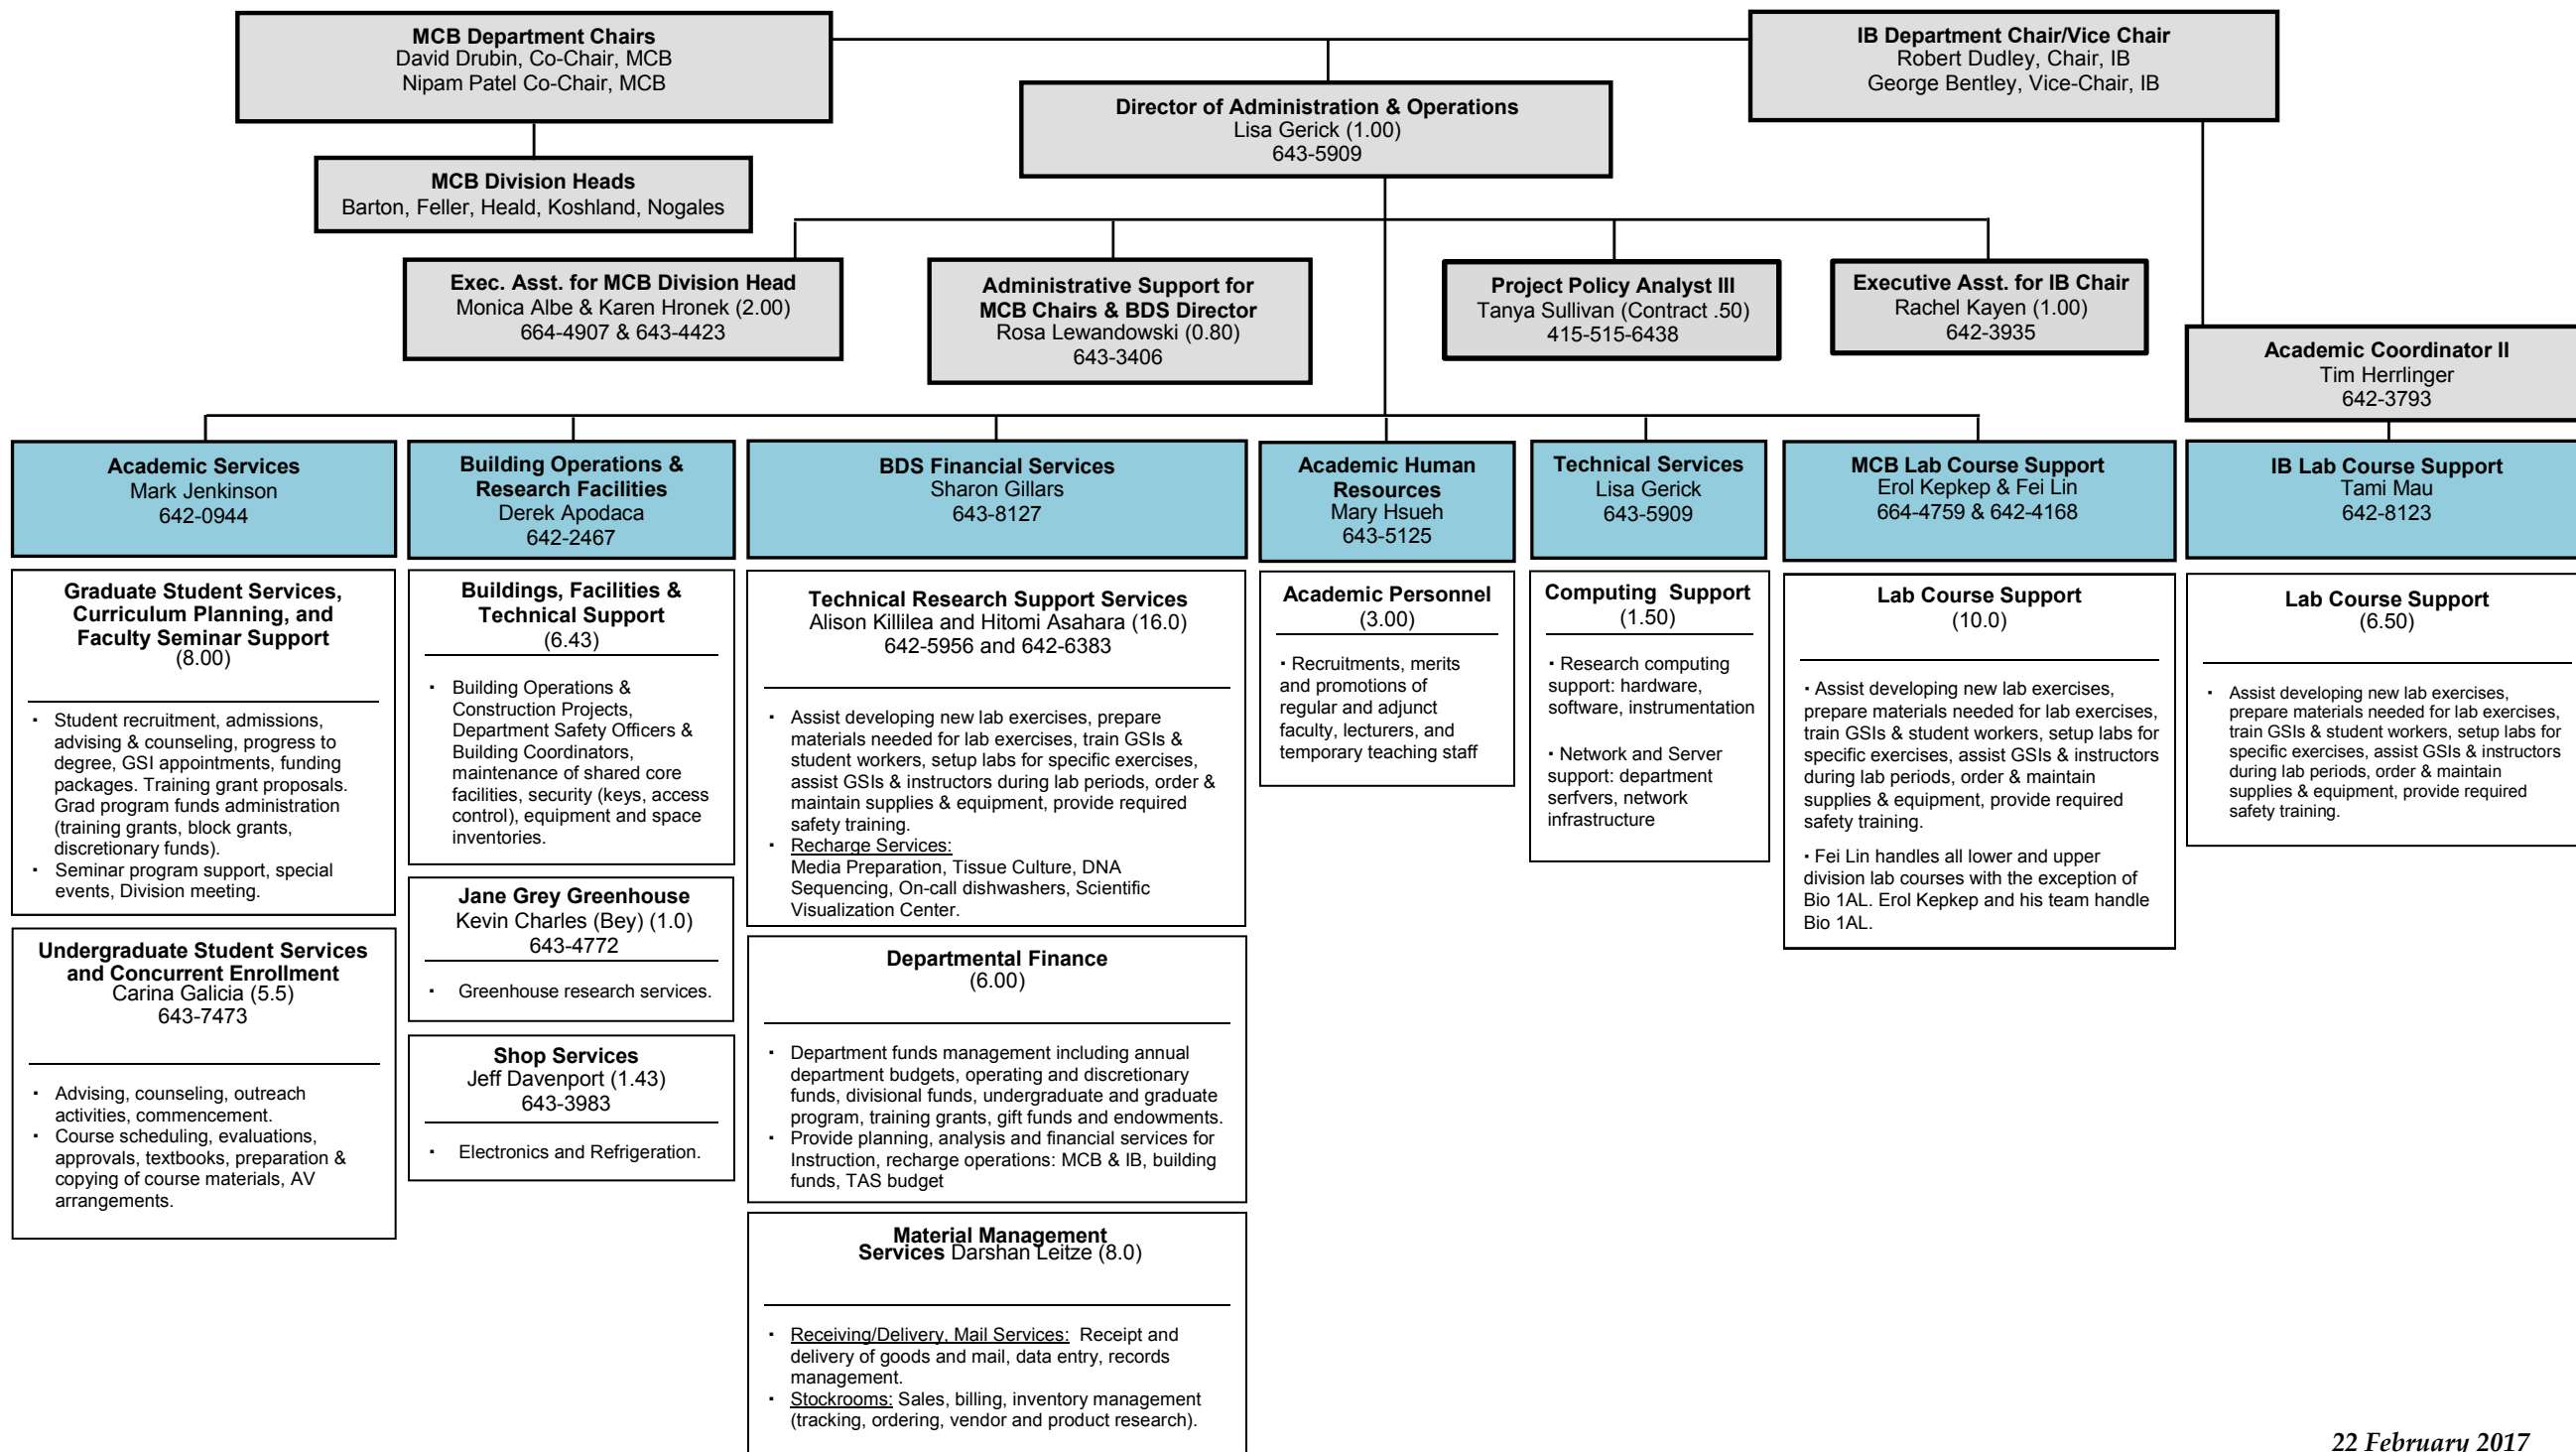 MCB Department Chairs
David Drubin, Co-Chair, MCB
Nipam Patel Co-Chair, MCB
IB Department Chair/Vice Chair
Robert Dudley, Chair, IB
George Bentley, Vice-Chair, IB
Director of Administration & Operations
Lisa Gerick (1.00)
643-5909
MCB Division Heads
Barton, Feller, Heald, Koshland, Nogales
Exec. Asst. for MCB Division Head
Monica Albe & Karen Hronek (2.00)
664-4907 & 643-4423
Administrative Support for
MCB Chairs & BDS Director
Rosa Lewandowski (0.80)
643-3406
Project Policy Analyst III
Tanya Sullivan (Contract .50)
415-515-6438
Executive Asst. for IB Chair
Rachel Kayen (1.00)
642-3935
Academic Coordinator II
Tim Herrlinger
642-3793
Academic Services
Mark Jenkinson
642-0944
Building Operations &
Research Facilities
Derek Apodaca
642-2467
BDS Financial Services
Sharon Gillars
643-8127
Academic Human
Resources
Mary Hsueh
643-5125
Technical Services
Lisa Gerick
643-5909
MCB Lab Course Support
Erol Kepkep & Fei Lin
664-4759 & 642-4168
IB Lab Course Support
Tami Mau
642-8123
Graduate Student Services,
Curriculum Planning, and
Faculty Seminar Support
(8.00)
▪ Student recruitment, admissions,
advising & counseling, progress to
degree, GSI appointments, funding
packages. Training grant proposals.
Grad program funds administration
(training grants, block grants,
discretionary funds).
▪ Seminar program support, special
events, Division meeting.
Undergraduate Student Services
and Concurrent Enrollment
Carina Galicia (5.5)
643-7473
▪ Advising, counseling, outreach
activities, commencement.
▪ Course scheduling, evaluations,
approvals, textbooks, preparation &
copying of course materials, AV
arrangements.
Buildings, Facilities &
Technical Support
(6.43)
▪ Building Operations &
Construction Projects,
Department Safety Officers &
Building Coordinators,
maintenance of shared core
facilities, security (keys, access
control), equipment and space
inventories.
Jane Grey Greenhouse
Kevin Charles (Bey) (1.0)
643-4772
▪ Greenhouse research services.
Shop Services
Jeff Davenport (1.43)
643-3983
▪ Electronics and Refrigeration.
Technical Research Support Services
Alison Killilea and Hitomi Asahara (16.0)
642-5956 and 642-6383
▪ Assist developing new lab exercises, prepare
materials needed for lab exercises, train GSIs &
student workers, setup labs for specific exercises,
assist GSIs & instructors during lab periods, order &
maintain supplies & equipment, provide required
safety training.
▪ Recharge Services:
Media Preparation, Tissue Culture, DNA
Sequencing, On-call dishwashers, Scientific
Visualization Center.
Departmental Finance
(6.00)
▪ Department funds management including annual
department budgets, operating and discretionary
funds, divisional funds, undergraduate and graduate
program, training grants, gift funds and endowments.
▪ Provide planning, analysis and financial services for
Instruction, recharge operations: MCB & IB, building
funds, TAS budget
Material Management
Services Darshan Leitze (8.0)
▪ Receiving/Delivery, Mail Services: Receipt and
delivery of goods and mail, data entry, records
management.
▪ Stockrooms: Sales, billing, inventory management
(tracking, ordering, vendor and product research).
Academic Personnel
(3.00)
▪ Recruitments, merits
and promotions of
regular and adjunct
faculty, lecturers, and
temporary teaching staff
Computing Support
(1.50)
▪ Research computing
support: hardware,
software, instrumentation
▪ Network and Server
support: department
serfvers, network
infrastructure
Lab Course Support
(10.0)
▪ Assist developing new lab exercises,
prepare materials needed for lab exercises,
train GSIs & student workers, setup labs for
specific exercises, assist GSIs & instructors
during lab periods, order & maintain
supplies & equipment, provide required
safety training.
▪ Fei Lin handles all lower and upper
division lab courses with the exception of
Bio 1AL. Erol Kepkep and his team handle
Bio 1AL.
Lab Course Support
(6.50)
▪ Assist developing new lab exercises,
prepare materials needed for lab exercises,
train GSIs & student workers, setup labs for
specific exercises, assist GSIs & instructors
during lab periods, order & maintain
supplies & equipment, provide required
safety training.
22 February 2017